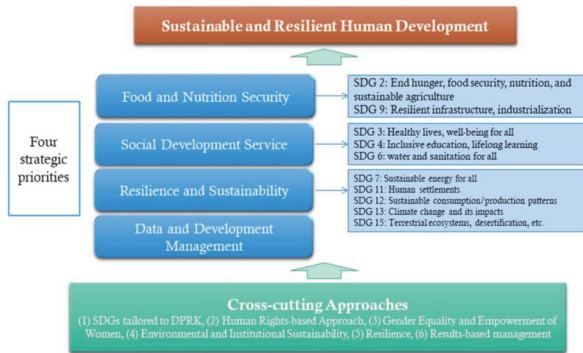 Sustainable and Resilient Human Development
Four
strategic
priorities
Food and Nutrition Security
SDG 2: End hunger, food security, nutrition, and
sustainable agriculture
SDG 9: Resilient infrastructure, industrialization
Social Development Service
SDG 3: Healthy lives, well-being for all
SDG 4: Inclusive education, lifelong learning
SDG 6: water and sanitation for all
Resilience and Sustainability
SDG 7: Sustainable energy for all
SDG 11: Human settlements
SDG 12: Sustainable consumption/production patterns
SDG 13: Climate change and its impacts
SDG 15: Terrestrial ecosystems, desertification, etc.
Data and Development
Management
Cross-cutting Approaches
(1) SDGs tailored to DPRK, (2) Human Rights-based Approach, (3) Gender Equality and Empowerment of
Women, (4) Environmental and Institutional Sustainability, (5) Resilience, (6) Results-based management